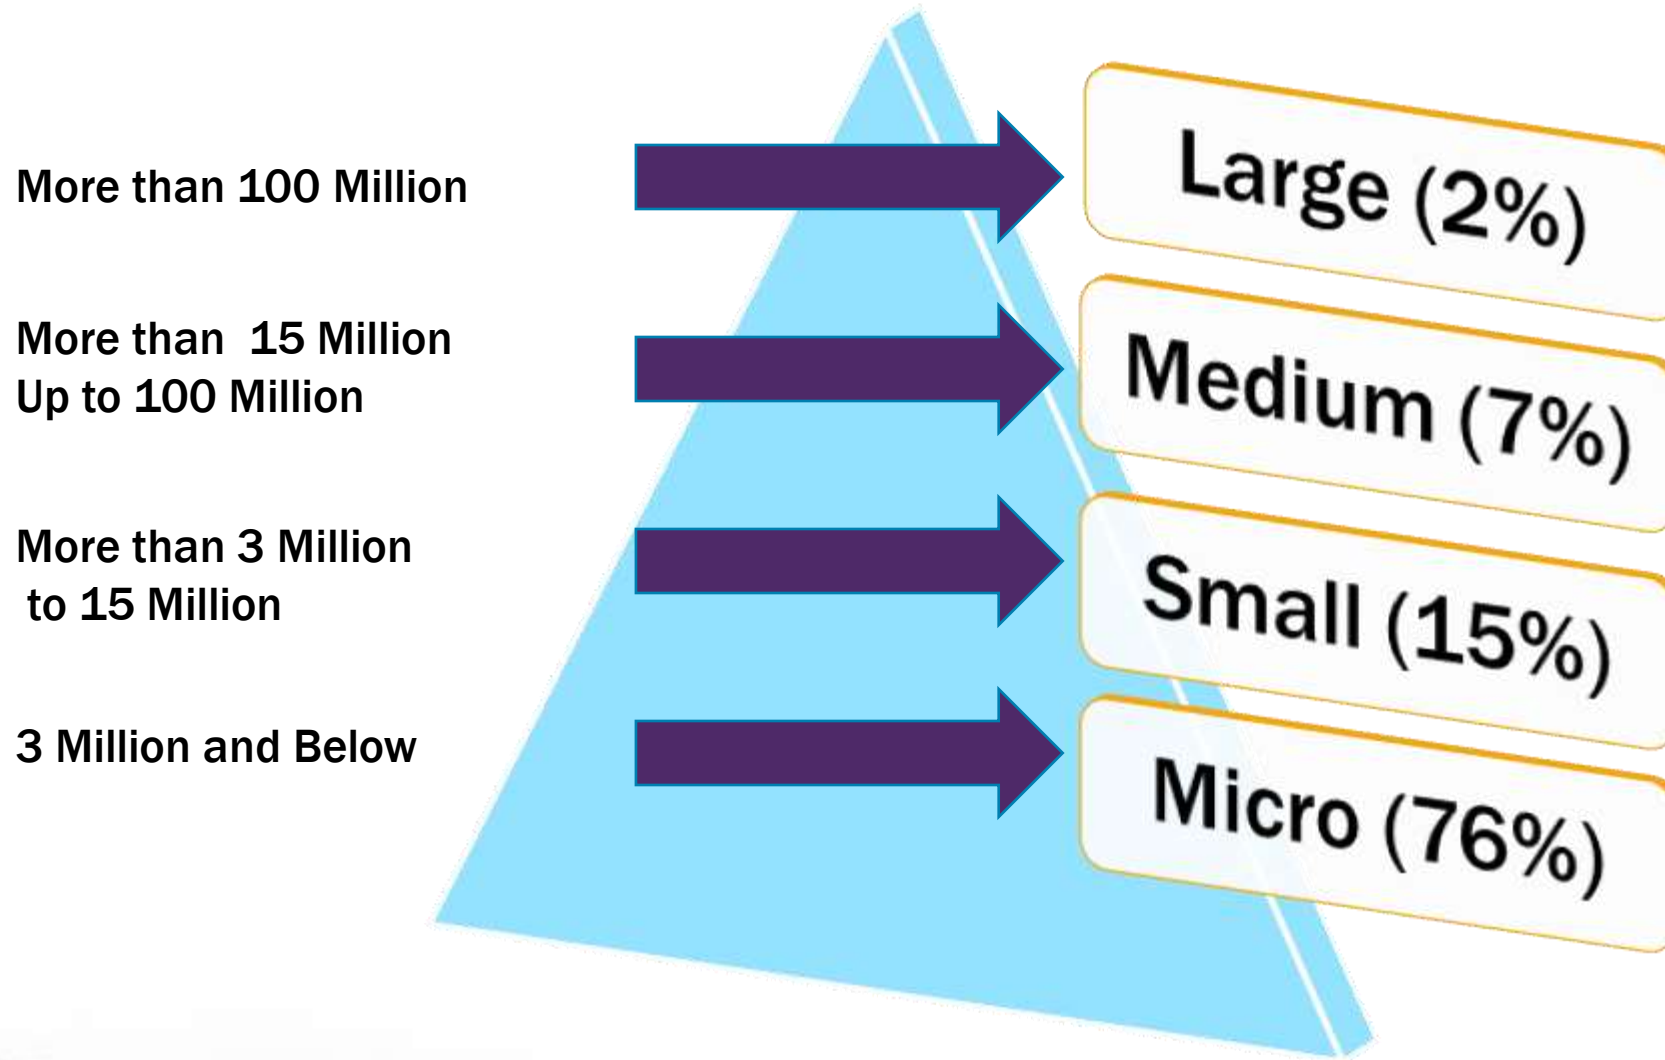 More than 100 Million
Large (2%)
More than  15 Million
Up to 100 Million
Medium (7%)
More than 3 Million
to 15 Million
Small (15%)
3 Million and Below
Micro (76%)